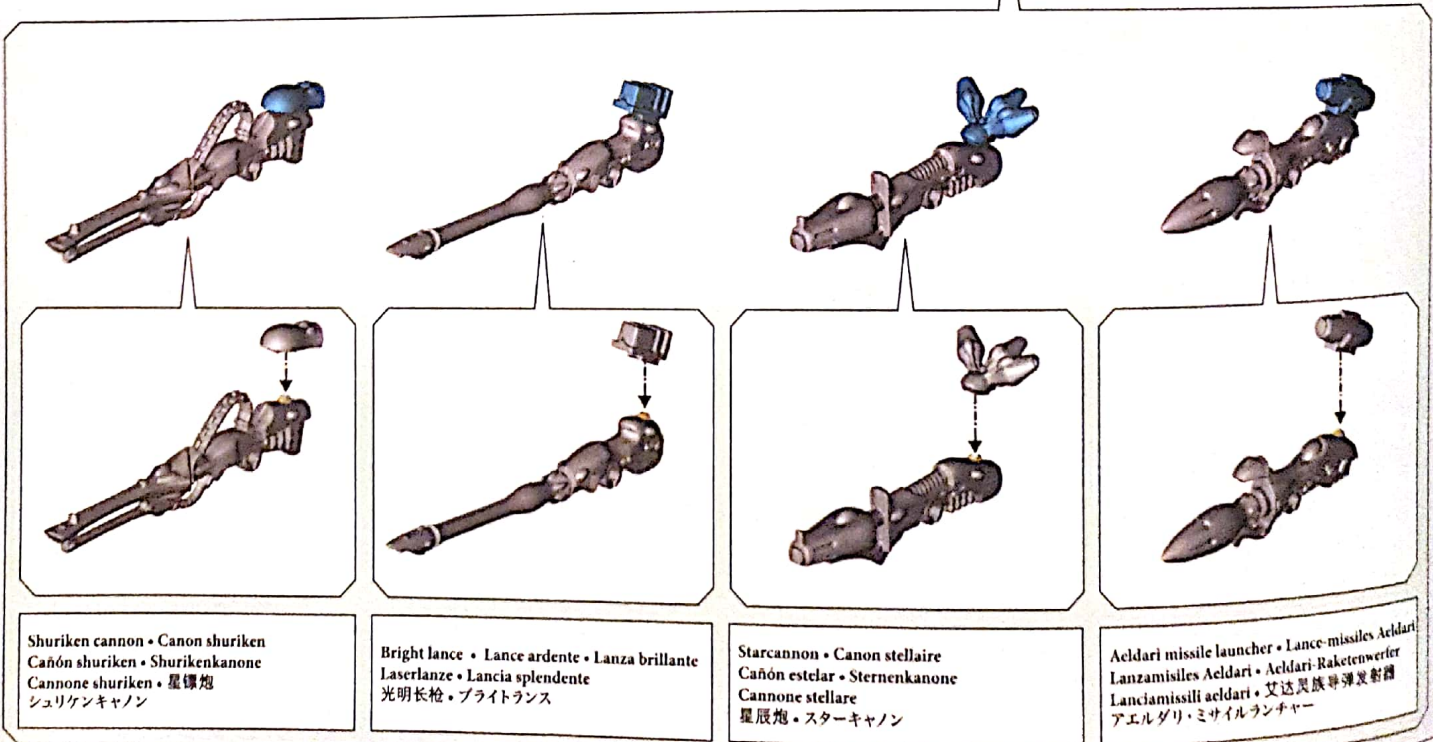 Shuriken cannon • Canon shuriken
Cañón shuriken • Shurikenkanone
Cannone shuriken • 星镖炮
シュリケンキャノン
Bright lance • Lance ardente • Lanza brillante
Laserlanze • Lancia splendente
光明长枪 • ブライトランス
Starcannon • Canon stellaire
Cañón estelar • Sternenkanone
Cannone stellare
星辰炮 • スターキャノン
Aeldari missile launcher • Lance-missiles Aeldari
Lanzamisiles Aeldari • Aeldari-Raketenwerfer
Lanciamissili aeldari • 艾达灵族导弹发射器
アエルダリ・ミサイルランチャー